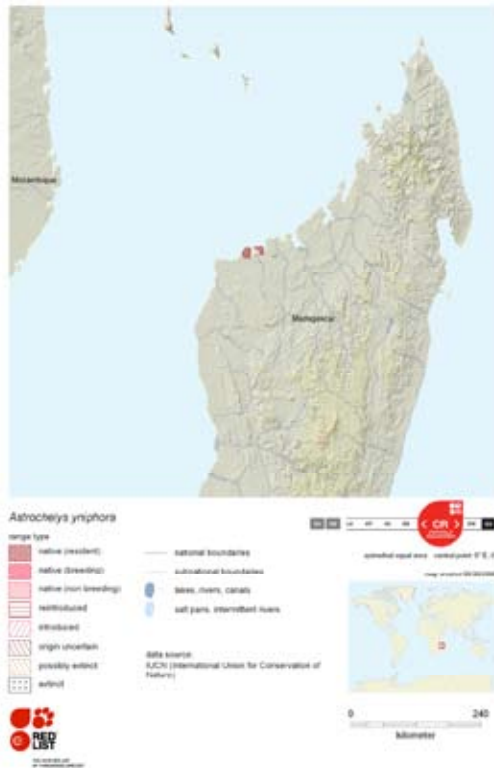 Mozambique
Madagascar
Astrochelys yniphora
range type
native (resident)
native (breeding)
native (non breeding)
reintroduced
introduced
origin uncertain
possibly extinct
extinct
national boundaries
subnational boundaries
lakes, rivers, canals
salt pans, intermittent rivers
data source:
IUCN (International Union for Conservation of
Nature)
< CR >
0 240
kilometer
RED
LIST